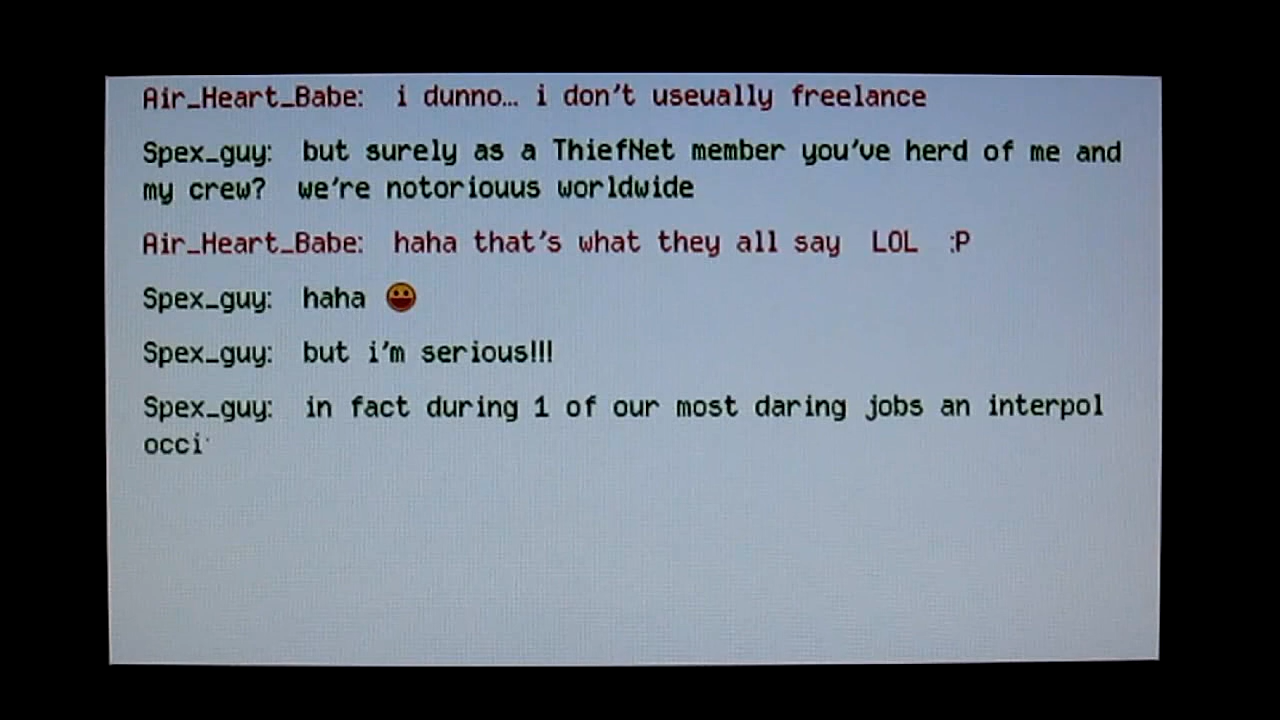 Air_Heart_Babe: i dunno... i don't useually freelance
Spex_guy: but surely as a ThiefNet member you've herd of me and
my crew? we're notoriouus worldwide
Air_Heart_Babe: haha that's what they all say LOL :P
Spex_guy: haha 😀
Spex_guy: but i'm serious!!!
Spex_guy: in fact during 1 of our most daring jobs an interpol
occi